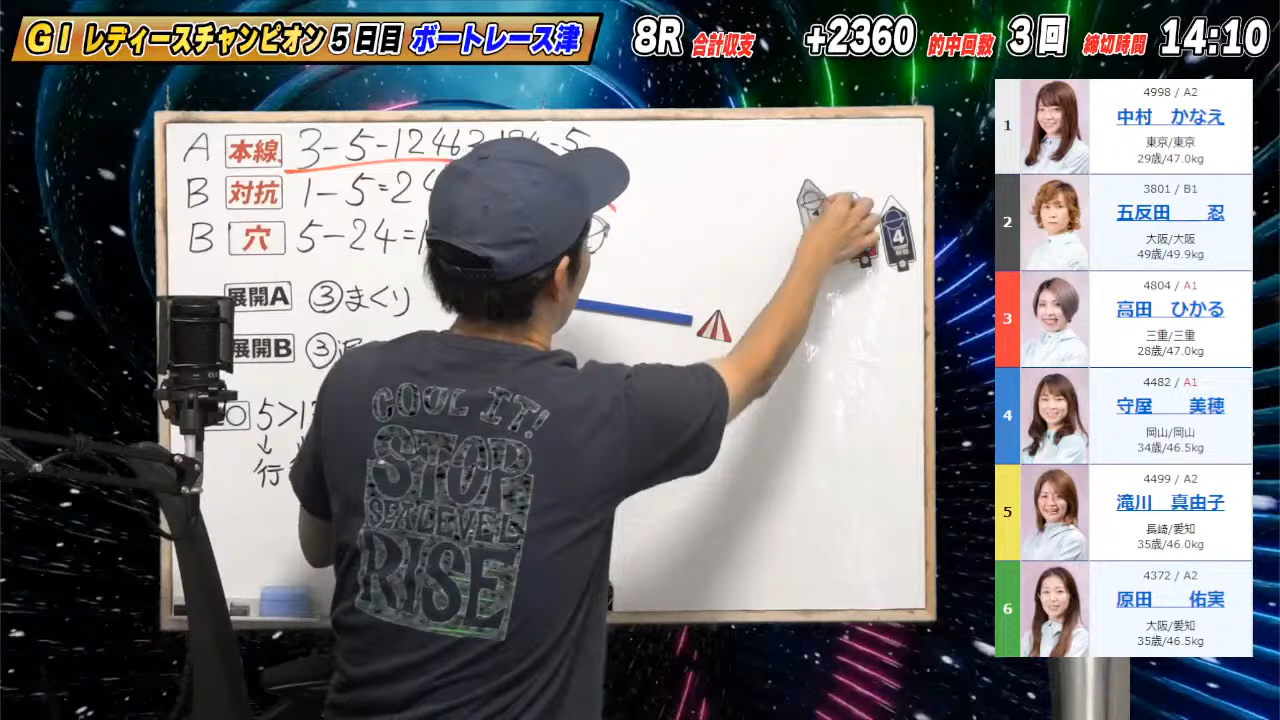 GI レディースチャンピオン 5日目 ボートレース津
8R 合計収支 +2360 的中回数 3回 締切時間 14:10
A 本線 3-5-1246
B 対抗 1-5=24
B 穴 5-24=
展開A ③まくり
展開B ③
5>1
↓
行
4
COOL IT!
STOP
SEA LEVEL
RISE
1
4998 / A2
中村 かなえ
東京/東京
29歳/47.0kg
2
3801 / B1
五反田 忍
大阪/大阪
49歳/49.9kg
3
4804 / A1
高田 ひかる
三重/三重
28歳/47.0kg
4
4482 / A1
守屋 美穂
岡山/岡山
34歳/46.5kg
5
4499 / A2
滝川 真由子
長崎/愛知
35歳/46.0kg
6
4372 / A2
原田 佑実
大阪/愛知
35歳/46.5kg